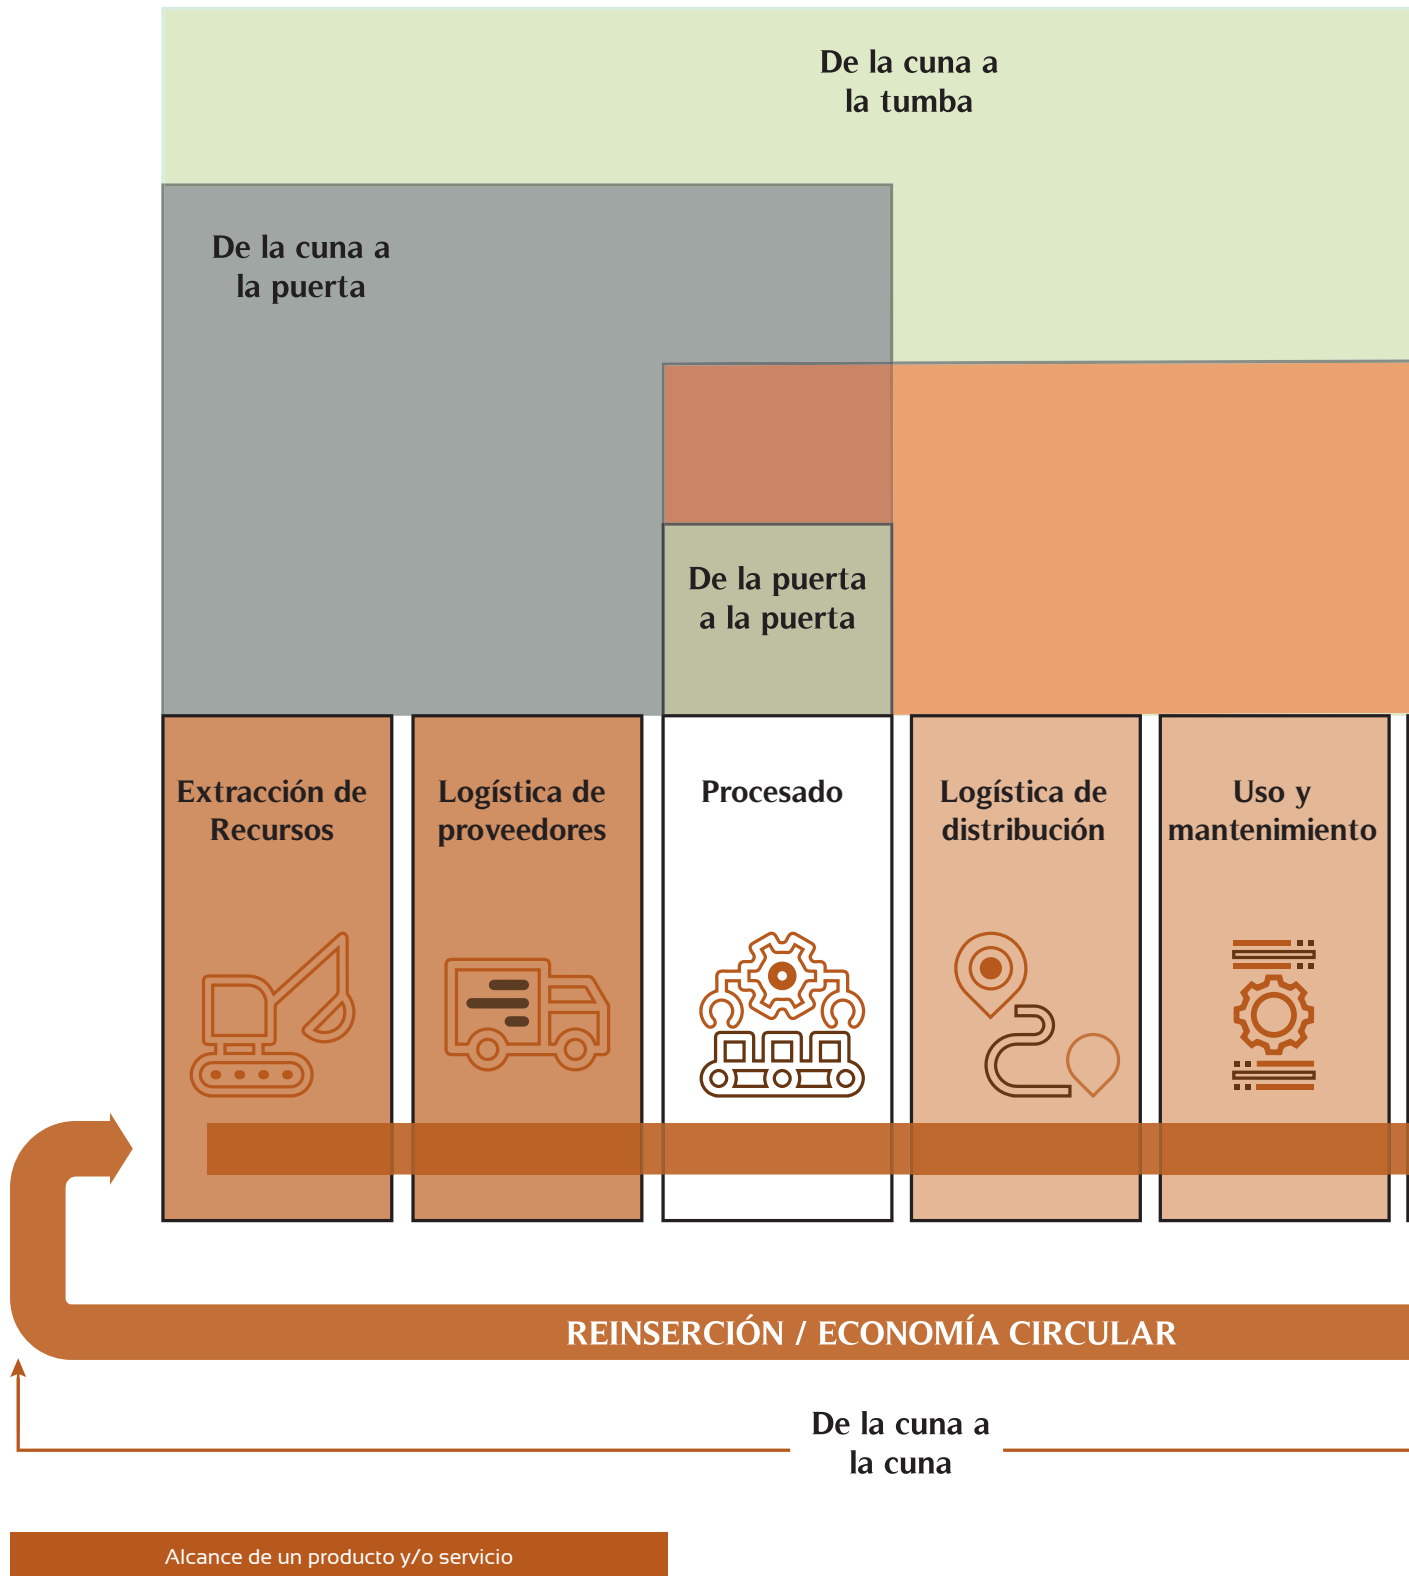 De la cuna a
la tumba
De la cuna a
la puerta
De la puerta
a la puerta
Extracción de
Recursos
Logística de
proveedores
Procesado
Logística de
distribución
Uso y
mantenimiento
REINSERCIÓN / ECONOMÍA CIRCULAR
De la cuna a
la cuna
Alcance de un producto y/o servicio